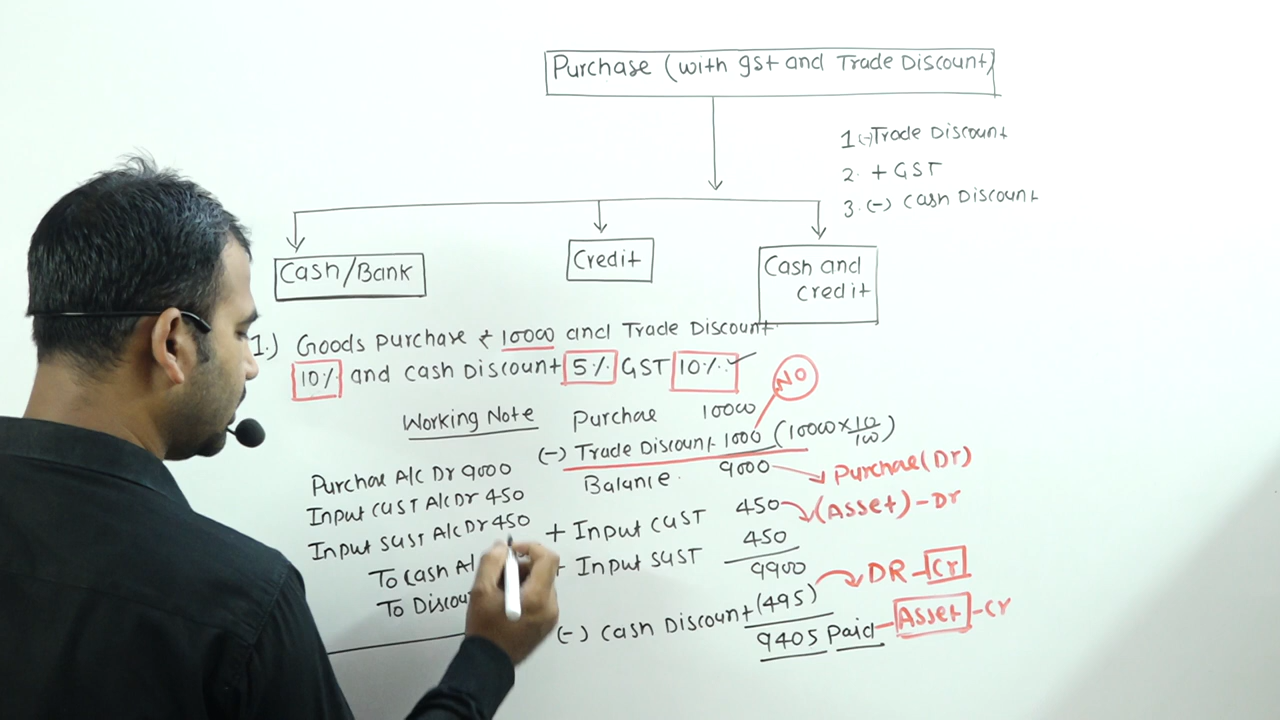 Purchase (with gst and Trade Discount)
1.(-)Trade Discount
2. + GST
3. (-) Cash Discount
Cash/Bank
Credit
Cash and
credit
1.) Goods Purchase ₹ 10000 and Trade Discount
10% and cash Discount 5% GST 10%
NO
Working Note
Purchae 10000
(-) Trade Discount 1000 (10000×10/100)
Balance 9000 Purchae(Dr)
+ Input CGST 450 (Asset)-Dr
+ Input SGST 450
9900
(-) Cash Discount (495) DR-Cr
9405 Paid Asset-Cr
Purchae A/c Dr 9000
Input CGST A/c Dr 450
Input SGST A/c Dr 450
To Cash A/
To Discou